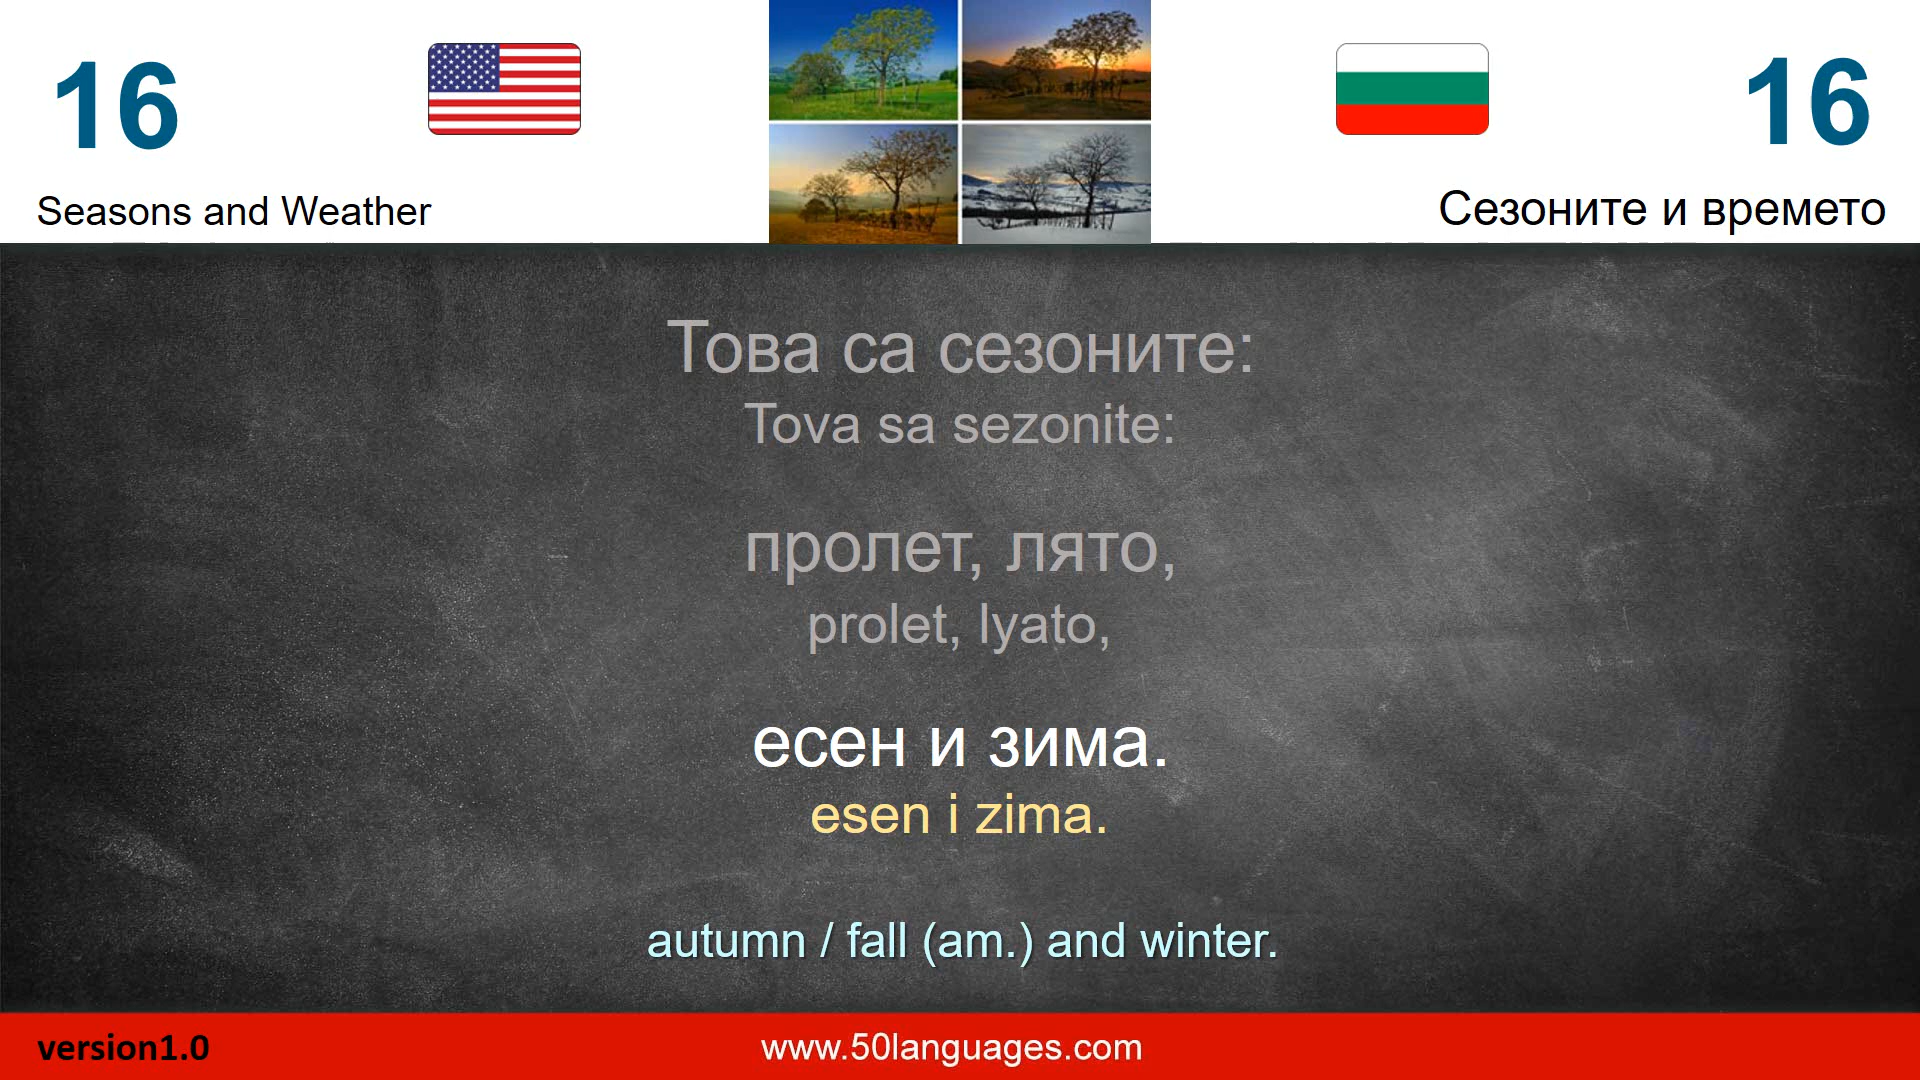 16
16
Seasons and Weather
Сезоните и времето
Това са сезоните:
Tova sa sezonite:
пролет, лято,
prolet, lyato,
есен и зима.
esen i zima.
autumn / fall (am.) and winter.
version1.0
www.50languages.com